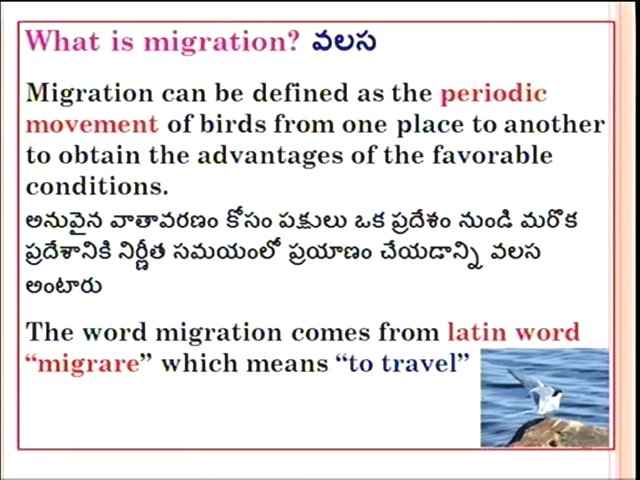 What is migration? వలస
Migration can be defined as the periodic
movement of birds from one place to another
to obtain the advantages of the favorable
conditions.
అనువైన వాతావరణం కోసం పక్షులు ఒక ప్రదేశం నుండి మరొక
ప్రదేశానికి నిర్ణీత సమయంలో ప్రయాణం చేయడాన్ని వలస
అంటారు
The word migration comes from latin word
“migrare” which means “to travel”